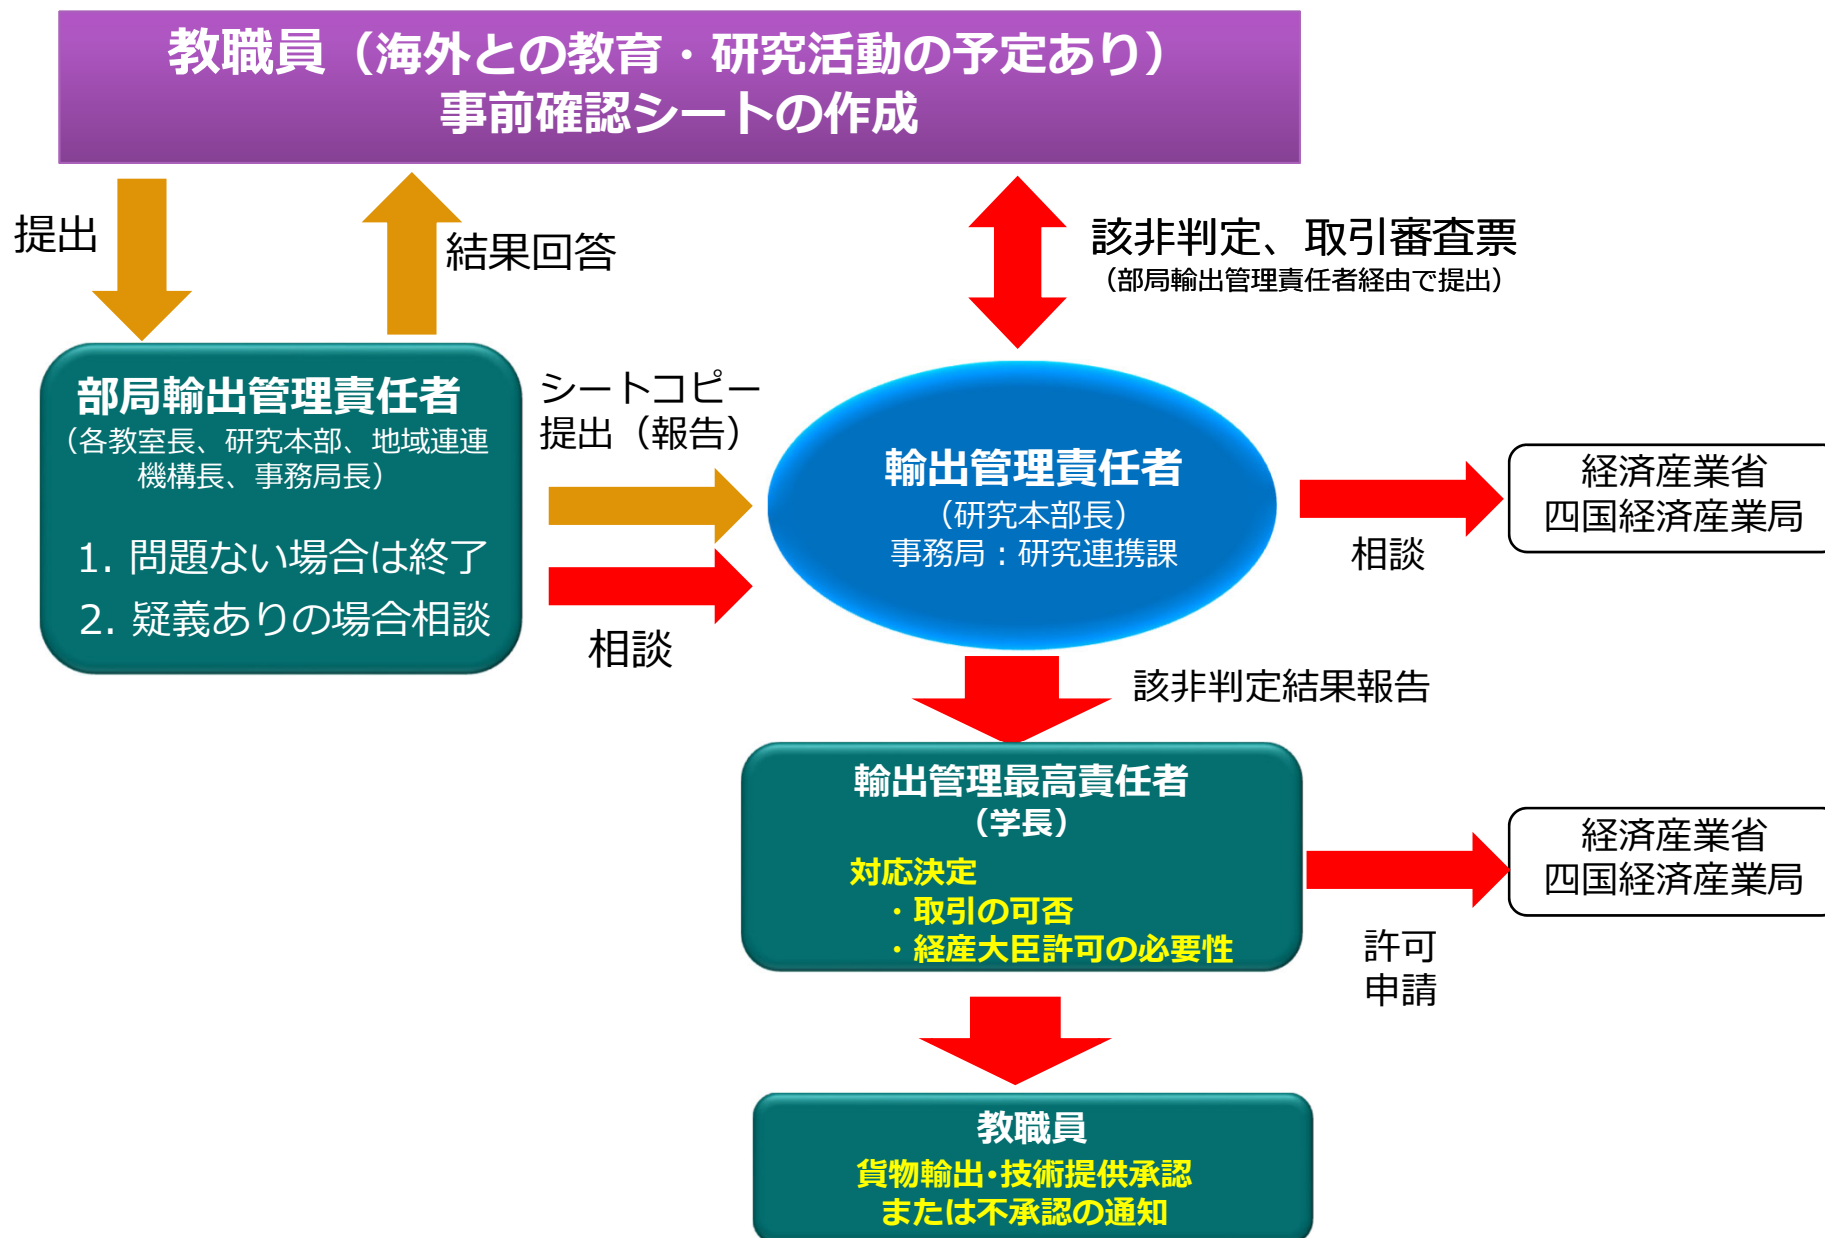 教職員（海外との教育・研究活動の予定あり）
事前確認シートの作成
提出
結果回答
該非判定、取引審査票
（部局輸出管理責任者経由で提出）
部局輸出管理責任者
（各教室長、研究本部、地域連連
機構長、事務局長）
1. 問題ない場合は終了
2. 疑義ありの場合相談
シートコピー
提出（報告）
相談
輸出管理責任者
（研究本部長）
事務局：研究連携課
相談
経済産業省
四国経済産業局
該非判定結果報告
輸出管理最高責任者
（学長）
対応決定
・取引の可否
・経産大臣許可の必要性
許可
申請
経済産業省
四国経済産業局
教職員
貨物輸出・技術提供承認
または不承認の通知